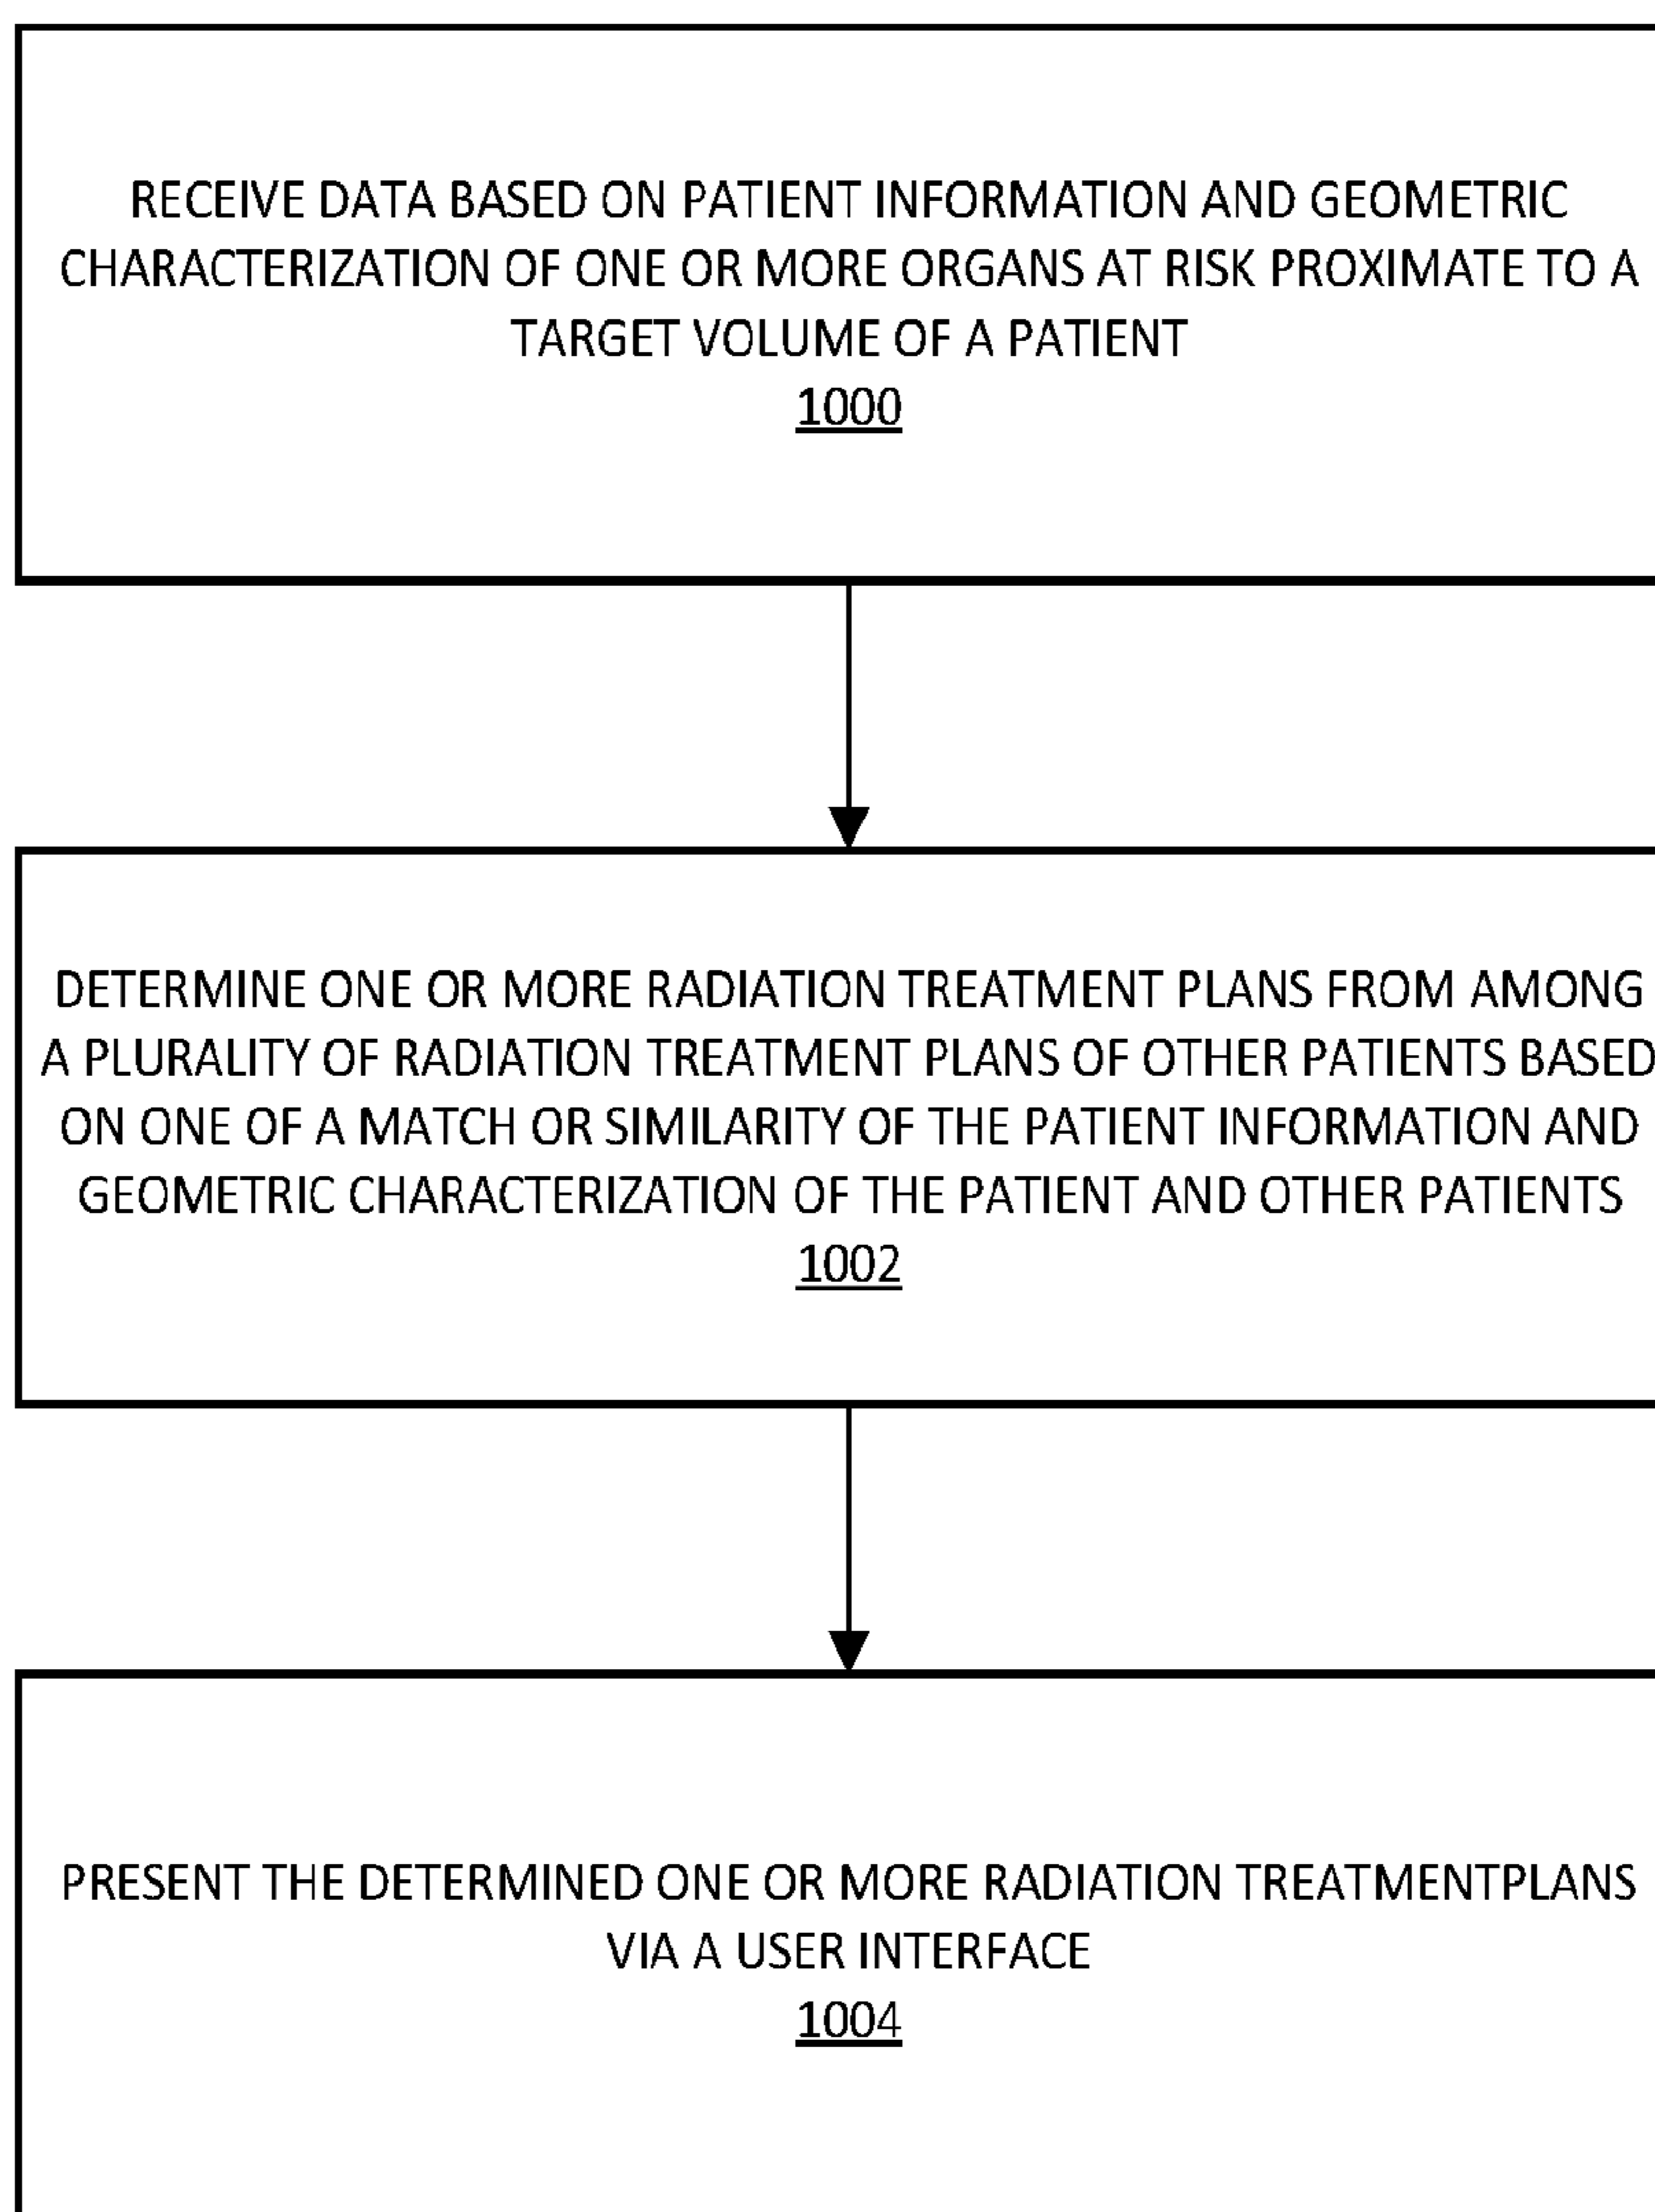 RECEIVE DATA BASED ON PATIENT INFORMATION AND GEOMETRIC
CHARACTERIZATION OF ONE OR MORE ORGANS AT RISK PROXIMATE TO A
TARGET VOLUME OF A PATIENT
1000
DETERMINE ONE OR MORE RADIATION TREATMENT PLANS FROM AMONG
A PLURALITY OF RADIATION TREATMENT PLANS OF OTHER PATIENTS BASED
ON ONE OF A MATCH OR SIMILARITY OF THE PATIENT INFORMATION AND
GEOMETRIC CHARACTERIZATION OF THE PATIENT AND OTHER PATIENTS
1002
PRESENT THE DETERMINED ONE OR MORE RADIATION TREATMENTPLANS
VIA A USER INTERFACE
1004